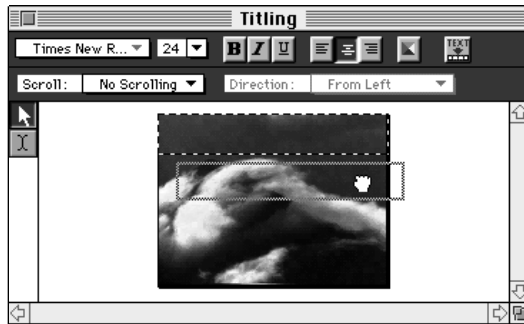 Titling
Times New R... 24 B I U TEXT
Scroll: No Scrolling Direction: From Left